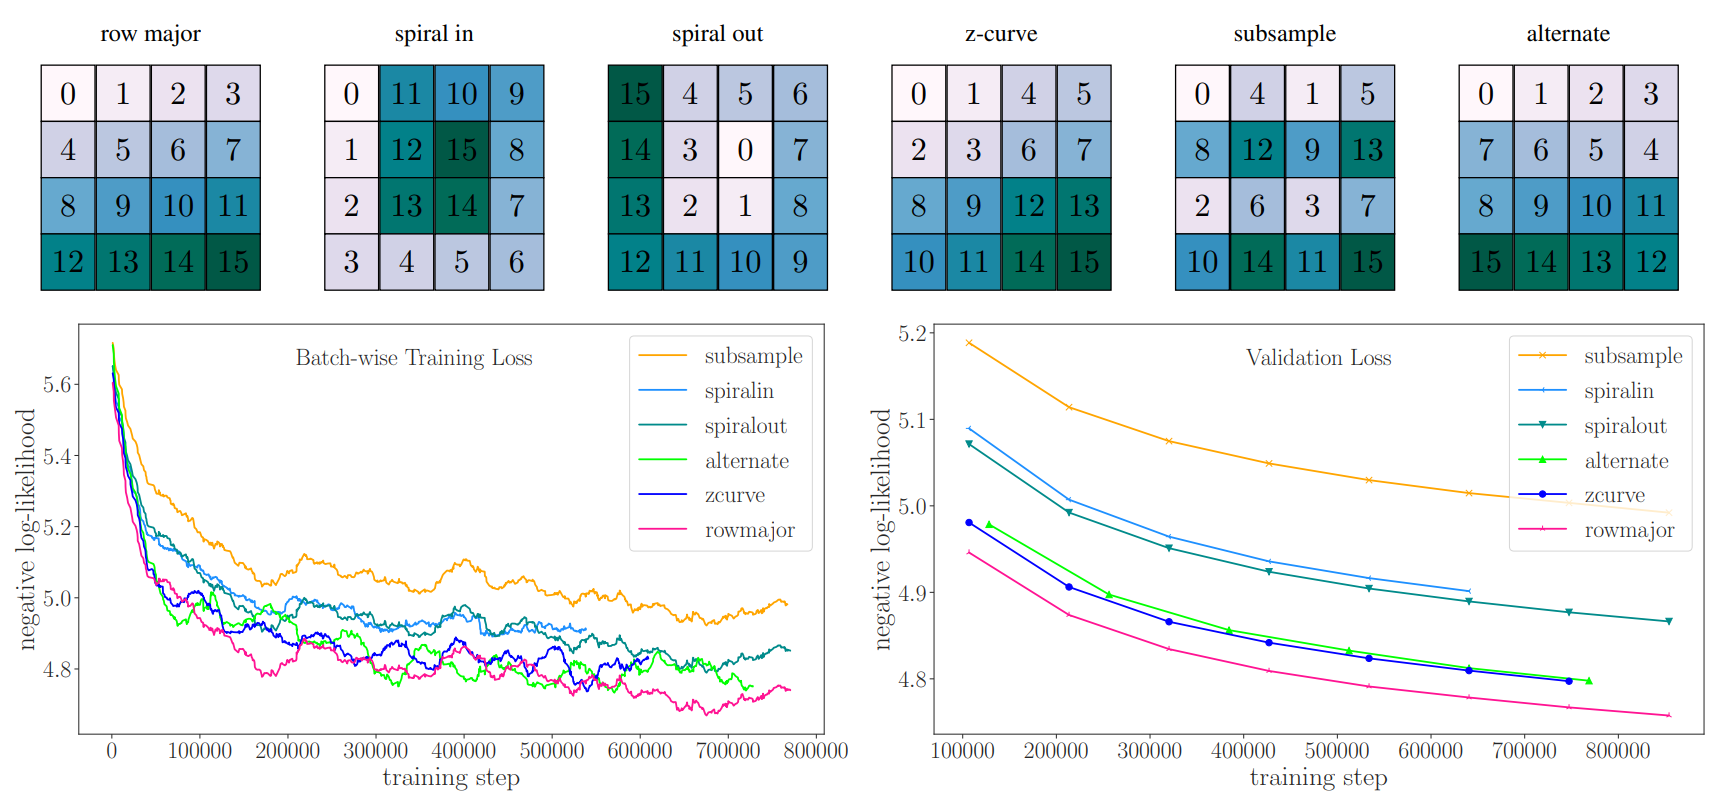 row major
spiral in
spiral out
z-curve
subsample
alternate
0 1 2 3
4 5 6 7
8 9 10 11
12 13 14 15
0 11 10 9
1 12 15 8
2 13 14 7
3 4 5 6
15 4 5 6
14 3 0 7
13 2 1 8
12 11 10 9
0 1 4 5
2 3 6 7
8 9 12 13
10 11 14 15
0 4 1 5
8 12 9 13
2 6 3 7
10 14 11 15
0 1 2 3
7 6 5 4
8 9 10 11
15 14 13 12
Batch-wise Training Loss
subsample
spiralin
spiralout
alternate
zcurve
rowmajor
negative log-likelihood
5.6
5.4
5.2
5.0
4.8
0 100000 200000 300000 400000 500000 600000 700000 800000
training step
Validation Loss
subsample
spiralin
spiralout
alternate
zcurve
rowmajor
negative log-likelihood
5.2
5.1
5.0
4.9
4.8
100000 200000 300000 400000 500000 600000 700000 800000
training step